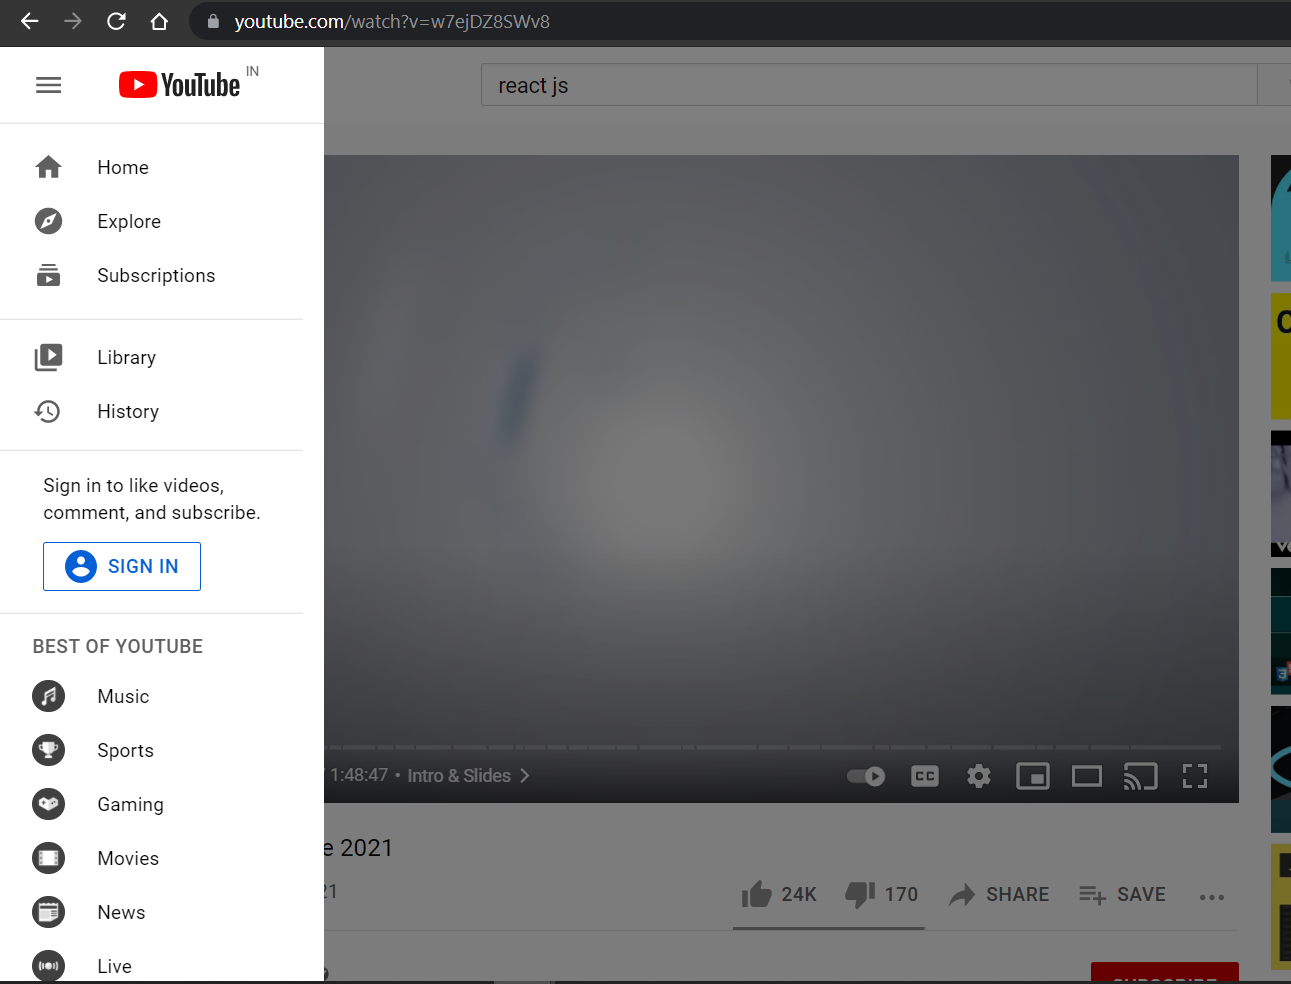 youtube.com/watch?v=w7ejDZ8SWv8
YouTube IN
react js
Home
Explore
Subscriptions
Library
History
Sign in to like videos,
comment, and subscribe.
SIGN IN
BEST OF YOUTUBE
Music
Sports
Gaming
Movies
News
Live
/ 1:48:47 • Intro & Slides
CC
e 2021
21
24K
170
SHARE
SAVE
SUBSCRIBE